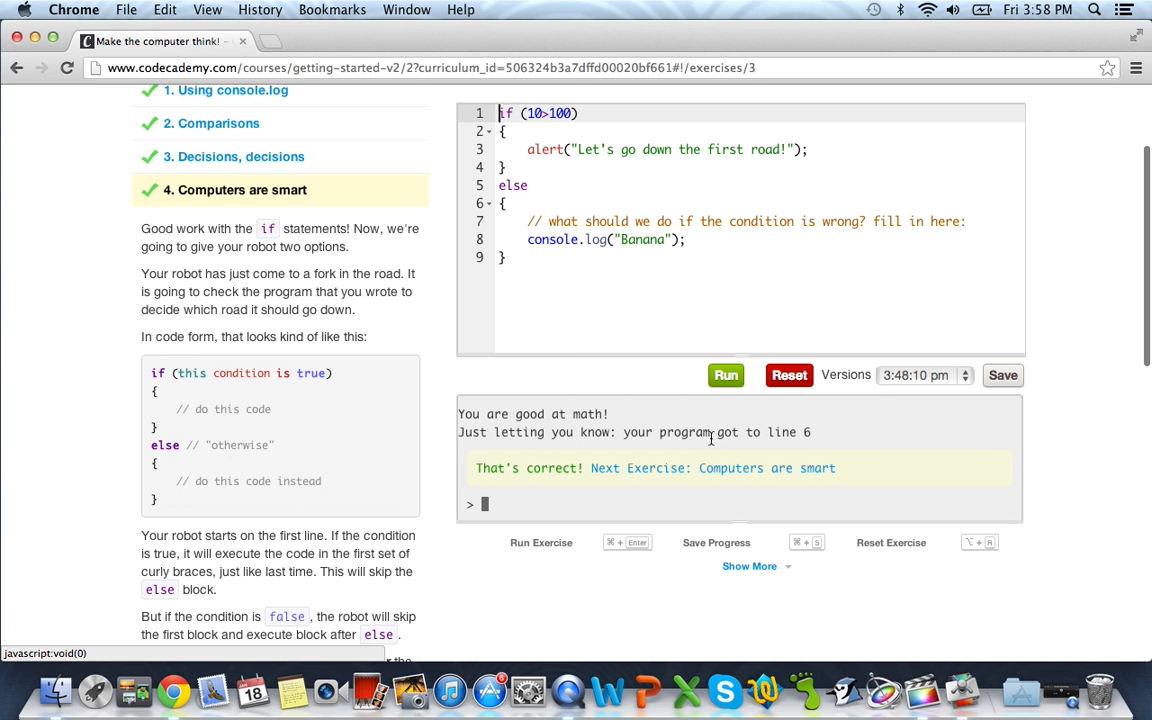 Chrome File Edit View History Bookmarks Window Help Fri 3:58 PM
Make the computer think! -
www.codecademy.com/courses/getting-started-v2/2?curriculum_id=506324b3a7dffd00020bf661#!/exercises/3
1. Using console.log
2. Comparisons
3. Decisions, decisions
4. Computers are smart
Good work with the if statements! Now, we're
going to give your robot two options.
Your robot has just come to a fork in the road. It
is going to check the program that you wrote to
decide which road it should go down.
In code form, that looks kind of like this:
if (this condition is true)
{
// do this code
}
else // "otherwise"
{
// do this code instead
}
Your robot starts on the first line. If the condition
is true, it will execute the code in the first set of
curly braces, just like last time. This will skip the
else block.
But if the condition is false, the robot will skip
the first block and execute block after else.
javascript:void(0)
1 if (10>100)
2 {
3 alert("Let's go down the first road!");
4 }
5 else
6 {
7 // what should we do if the condition is wrong? fill in here:
8 console.log("Banana");
9 }
Run Reset Versions 3:48:10 pm Save
You are good at math!
Just letting you know: your program got to line 6
That's correct! Next Exercise: Computers are smart
>
Run Exercise ⌘ + Enter Save Progress ⌘ + S Reset Exercise ⌥ + R
Show More
JAN
18
6